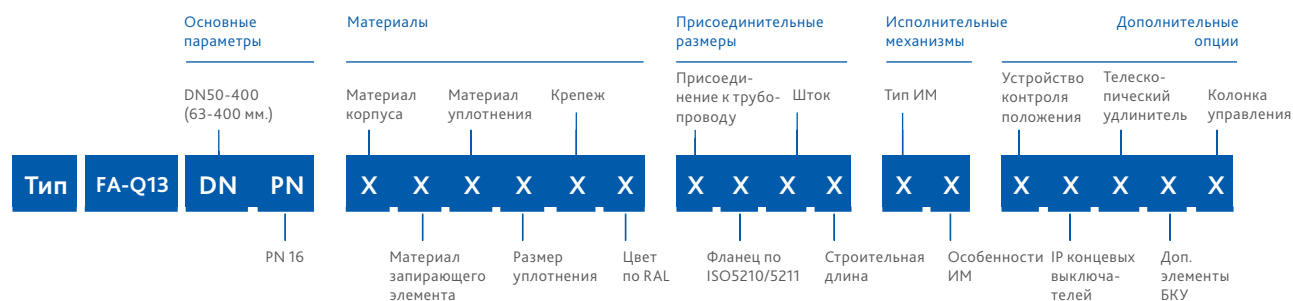 Основные
параметры
Материалы
Присоединительные
размеры
Исполнительные
механизмы
Дополнительные
опции
DN50-400
(63-400 мм.)
Материал
корпуса
Материал
уплотнения
Крепеж
Присоеди-
нение к трубо-
проводу
Шток
Тип ИМ
Устройство
контроля
положения
Телеско-
пический
удлинитель
Колонка
управления
Тип FA-Q13 DN PN X X X X X X X X X X X X X X X X X
PN 16
Материал
запирающего
элемента
Размер
уплотнения
Цвет
по RAL
Фланец по
ISO5210/5211
Строительная
длина
Особенности
ИМ
IP концевых
выключа-
телей
Доп.
элементы
БКУ